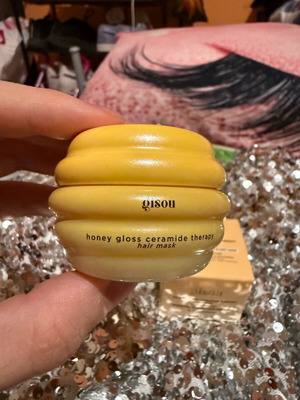 gisou
honey gloss ceramide therapy
hair mask